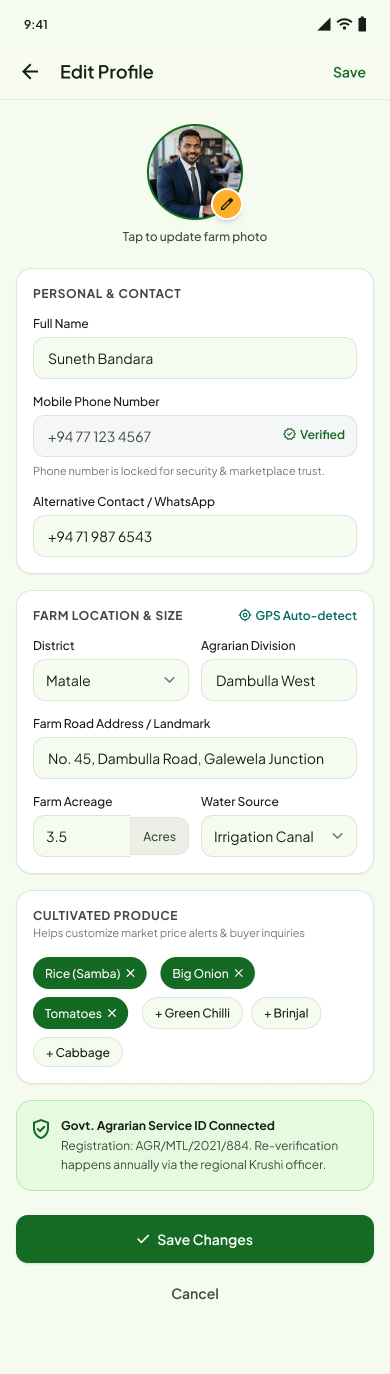 9:41
Edit Profile
Save
Tap to update farm photo
PERSONAL & CONTACT
Full Name
Suneth Bandara
Mobile Phone Number
+94 77 123 4567
Verified
Phone number is locked for security & marketplace trust.
Alternative Contact / WhatsApp
+94 71 987 6543
FARM LOCATION & SIZE
GPS Auto-detect
District
Agrarian Division
Matale
Dambulla West
Farm Road Address / Landmark
No. 45, Dambulla Road, Galewela Junction
Farm Acreage
Water Source
3.5
Acres
Irrigation Canal
CULTIVATED PRODUCE
Helps customize market price alerts & buyer inquiries
Rice (Samba) ×
Big Onion ×
Tomatoes ×
+ Green Chilli
+ Brinjal
+ Cabbage
Govt. Agrarian Service ID Connected
Registration: AGR/MTL/2021/884. Re-verification
happens annually via the regional Krushi officer.
Save Changes
Cancel